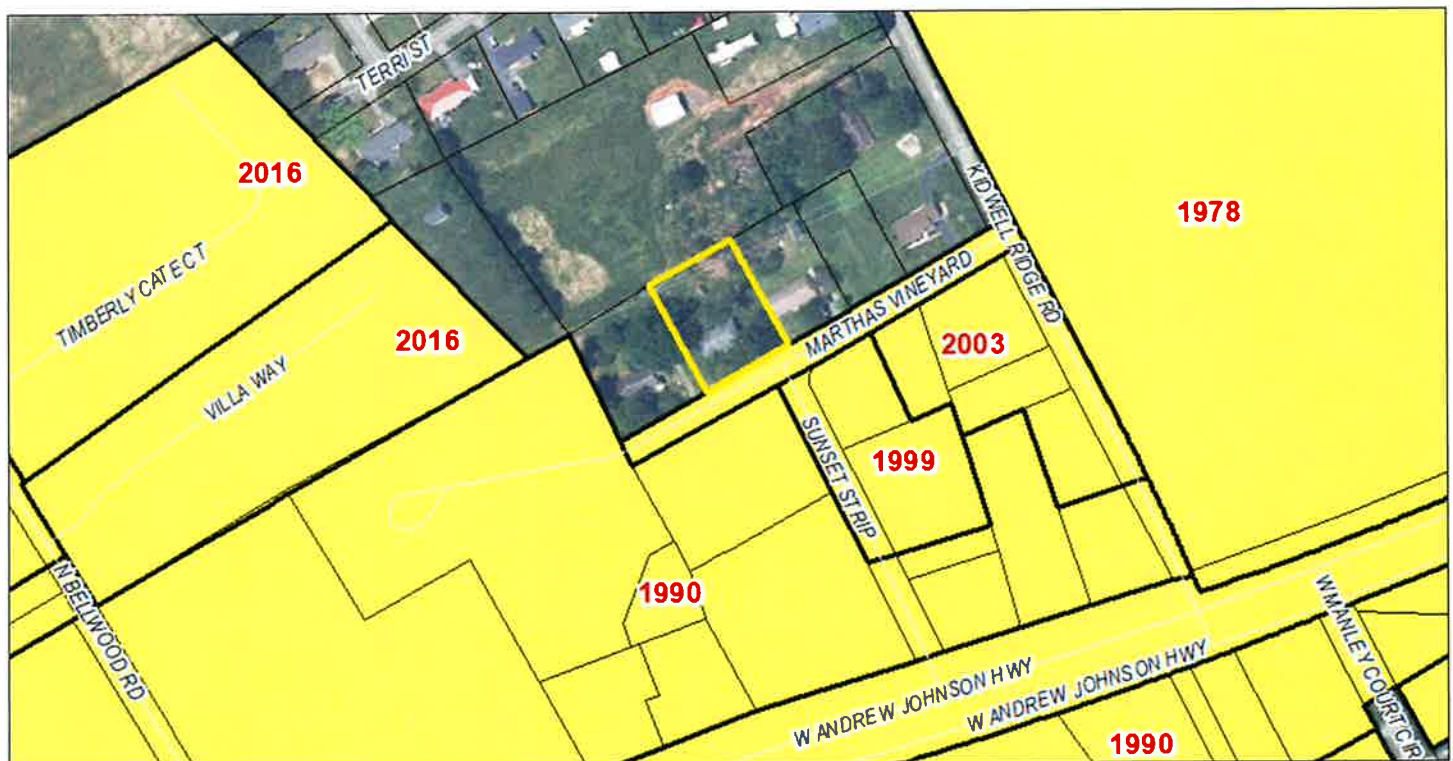 TERRI ST
2016
1978
KIDWELL RIDGE RD
TIMBERLY CATE CT
MARTHAS VINEYARD
2016
2003
VILLA WAY
SUNSET STRIP
1999
N BELLWOOD RD
1990
W MANLEY COURT CIR
W ANDREW JOHNSON HWY
W ANDREW JOHNSON HWY
1990